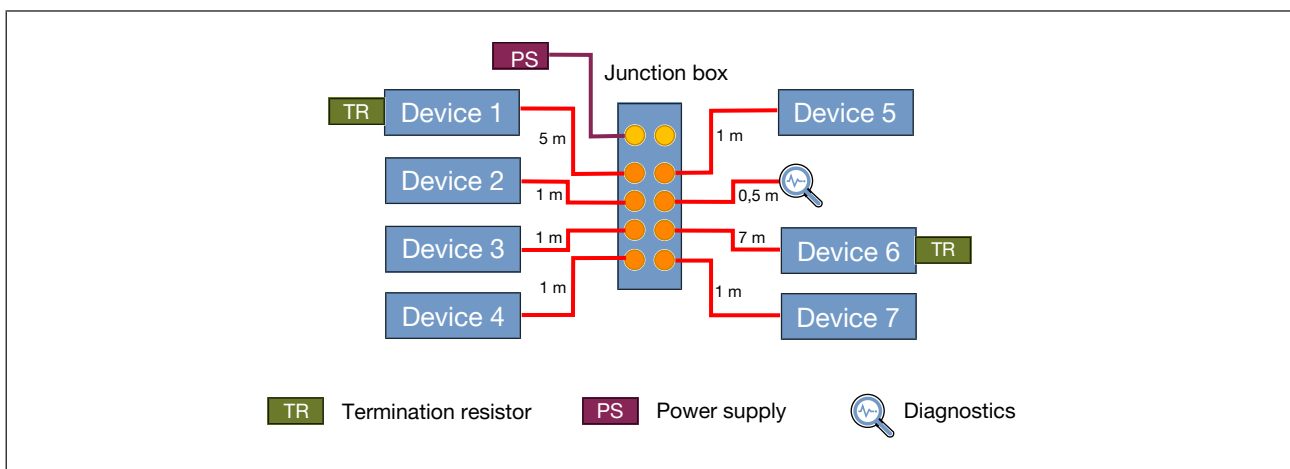 PS
Junction box
TR
Device 1
Device 5
5 m
1 m
Device 2
1 m
0,5 m
Device 3
1 m
7 m
Device 6
TR
1 m
1 m
Device 4
Device 7
TR Termination resistor
PS Power supply
Diagnostics